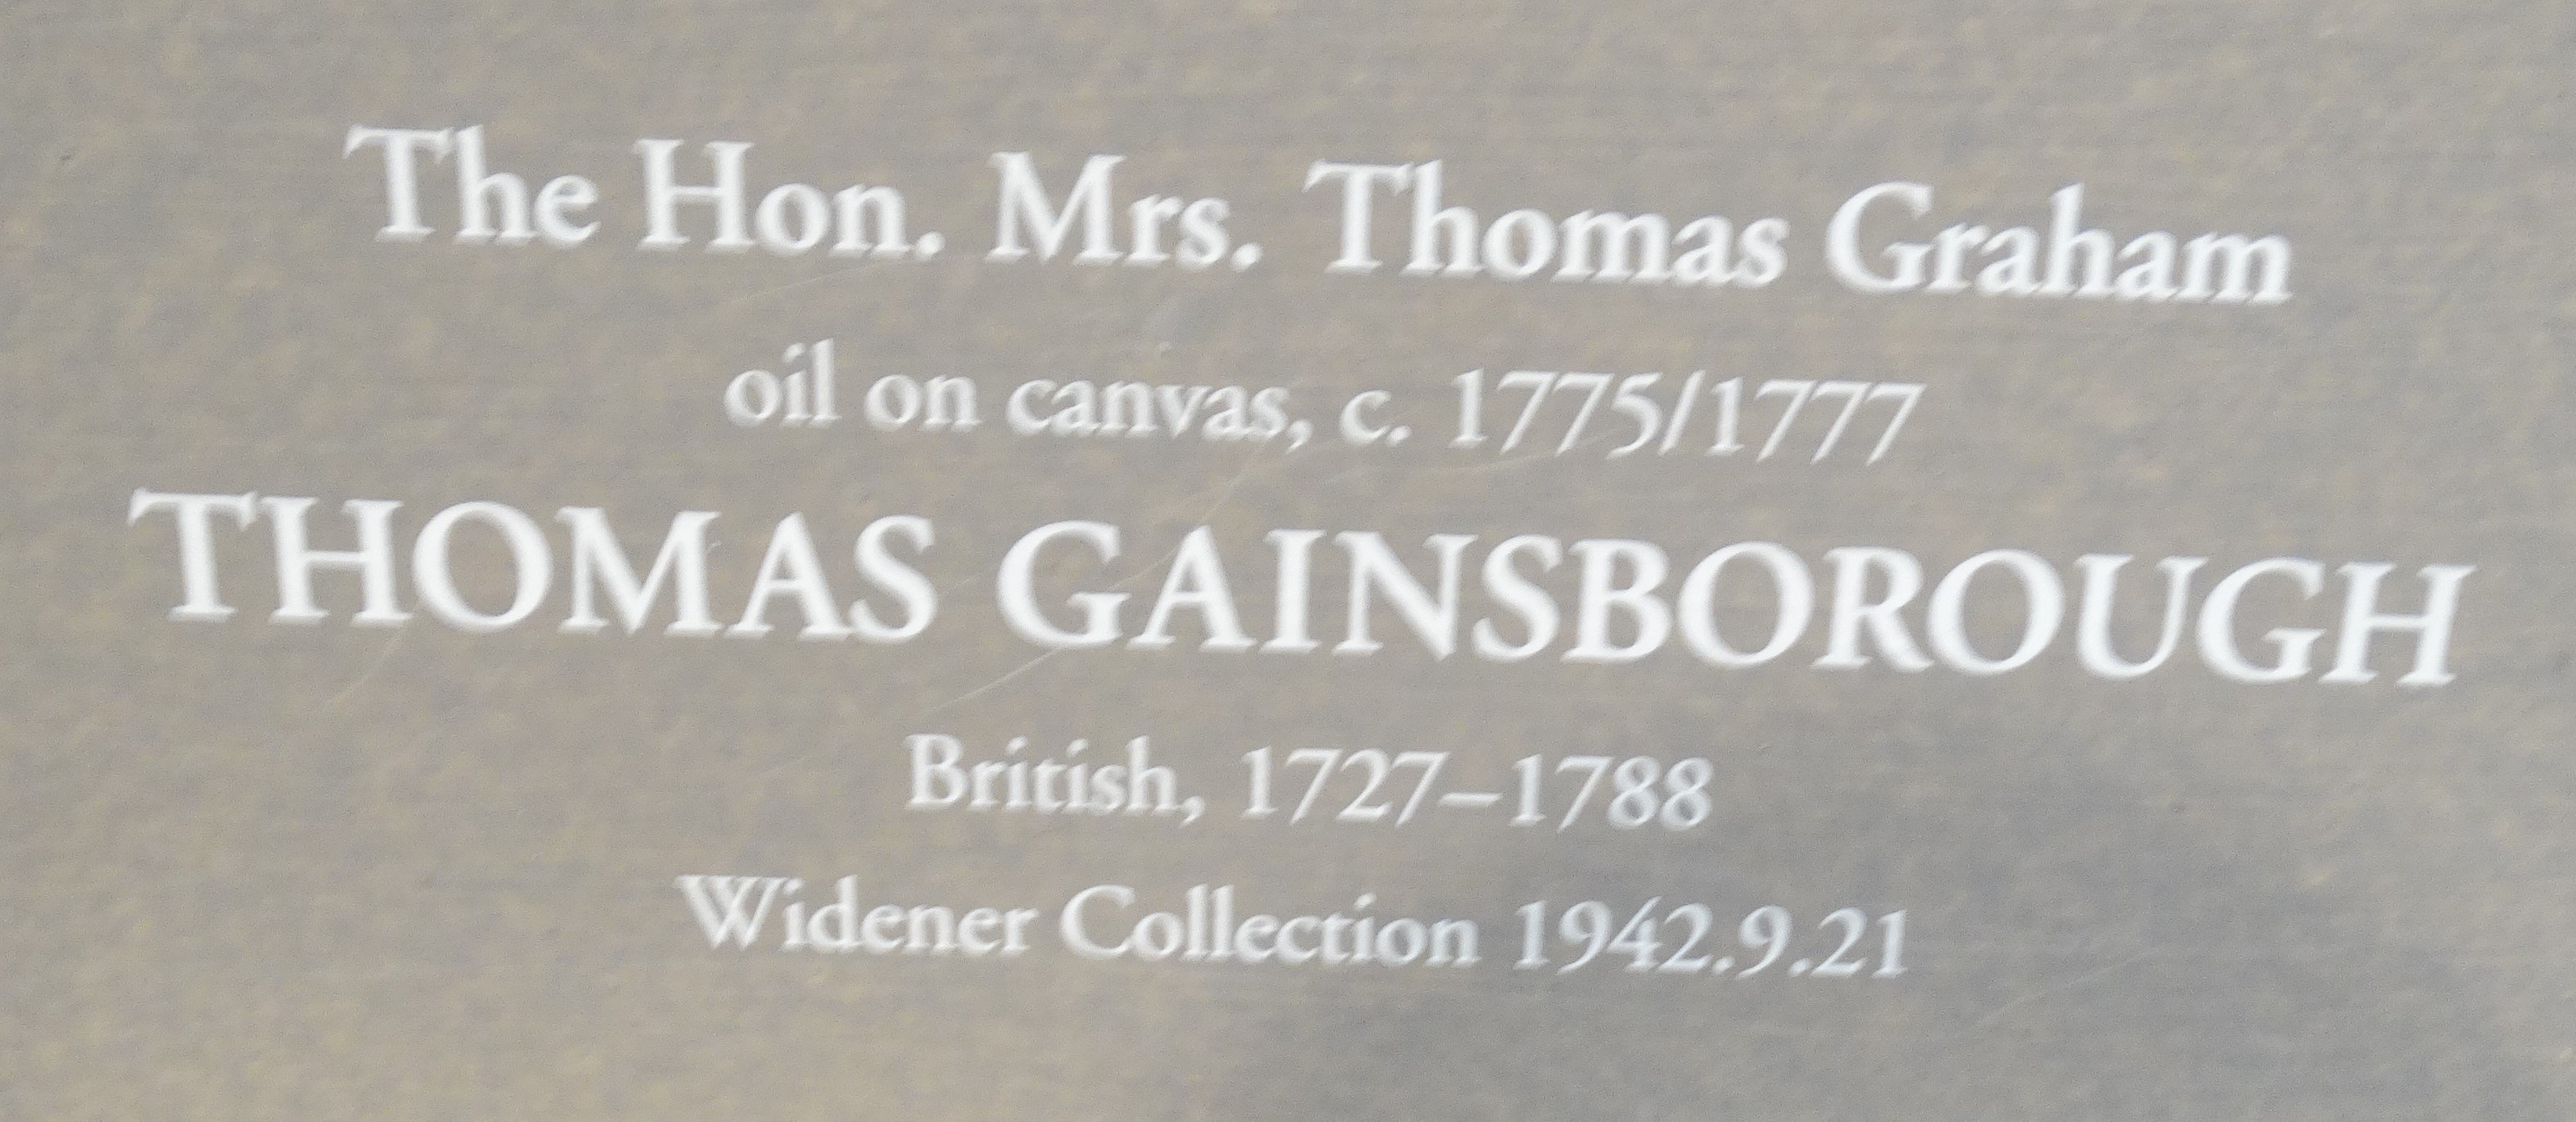 The Hon. Mrs. Thomas Graham
oil on canvas, c. 1775/1777
THOMAS GAINSBOROUGH
British, 1727–1788
Widener Collection 1942.9.21